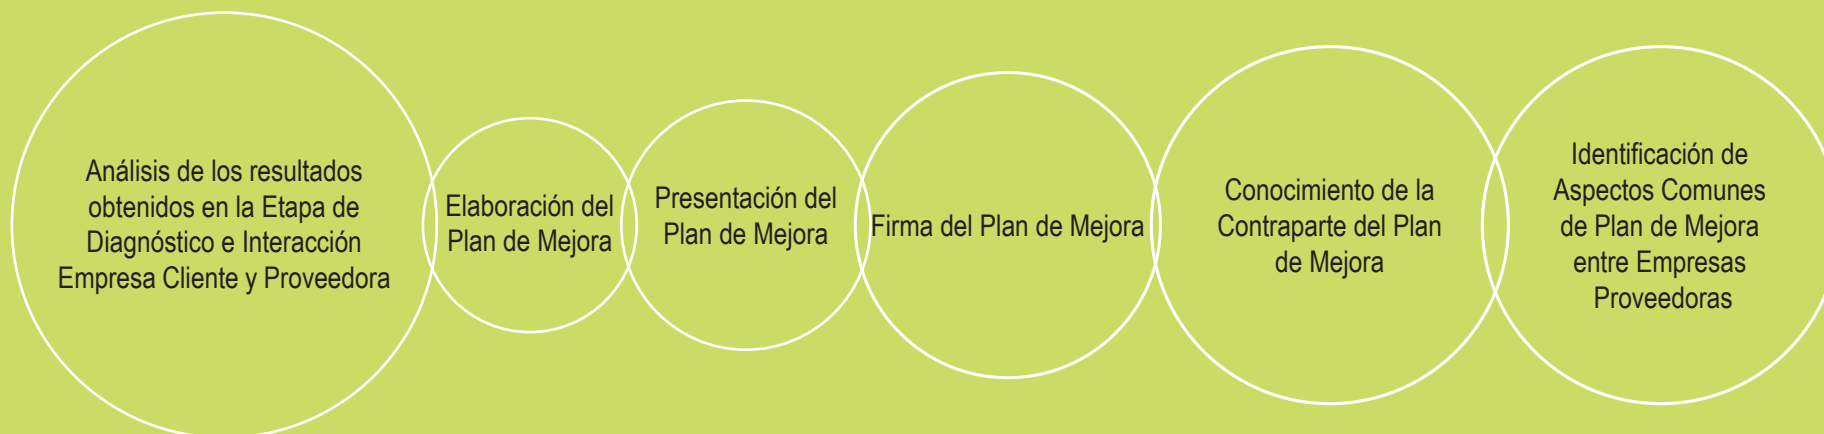 Análisis de los resultados
obtenidos en la Etapa de
Diagnóstico e Interacción
Empresa Cliente y Proveedora
Elaboración del
Plan de Mejora
Presentación del
Plan de Mejora
Firma del Plan de Mejora
Conocimiento de la
Contraparte del Plan
de Mejora
Identificación de
Aspectos Comunes
de Plan de Mejora
entre Empresas
Proveedoras